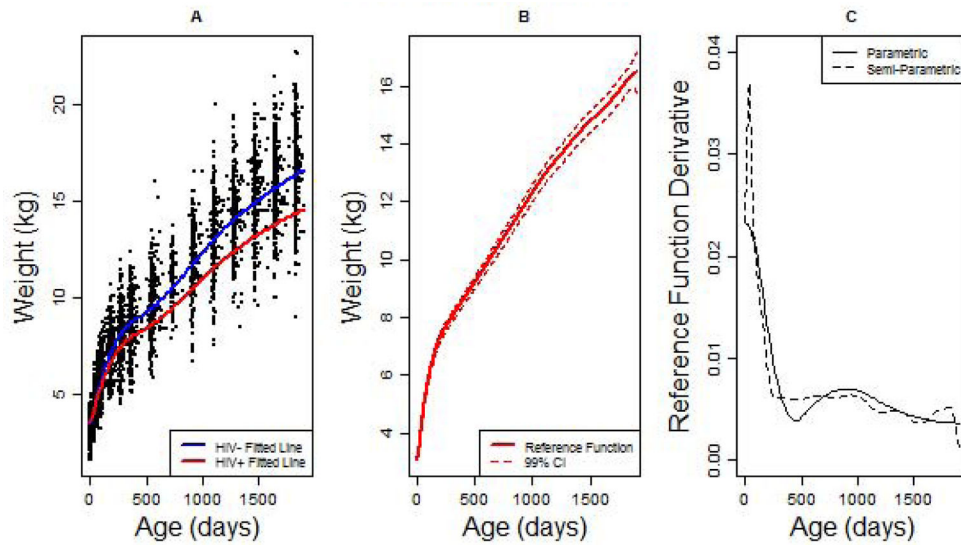 A
Weight (kg)
20
15
10
5
HIV- Fitted Line
HIV+ Fitted Line
0 500 1000 1500
Age (days)
B
Weight (kg)
16
14
12
10
8
6
4
Reference Function
99% CI
0 500 1000 1500
Age (days)
C
Reference Function Derivative
0.04
0.03
0.02
0.01
0.00
Parametric
Semi-Parametric
0 500 1000 1500
Age (days)